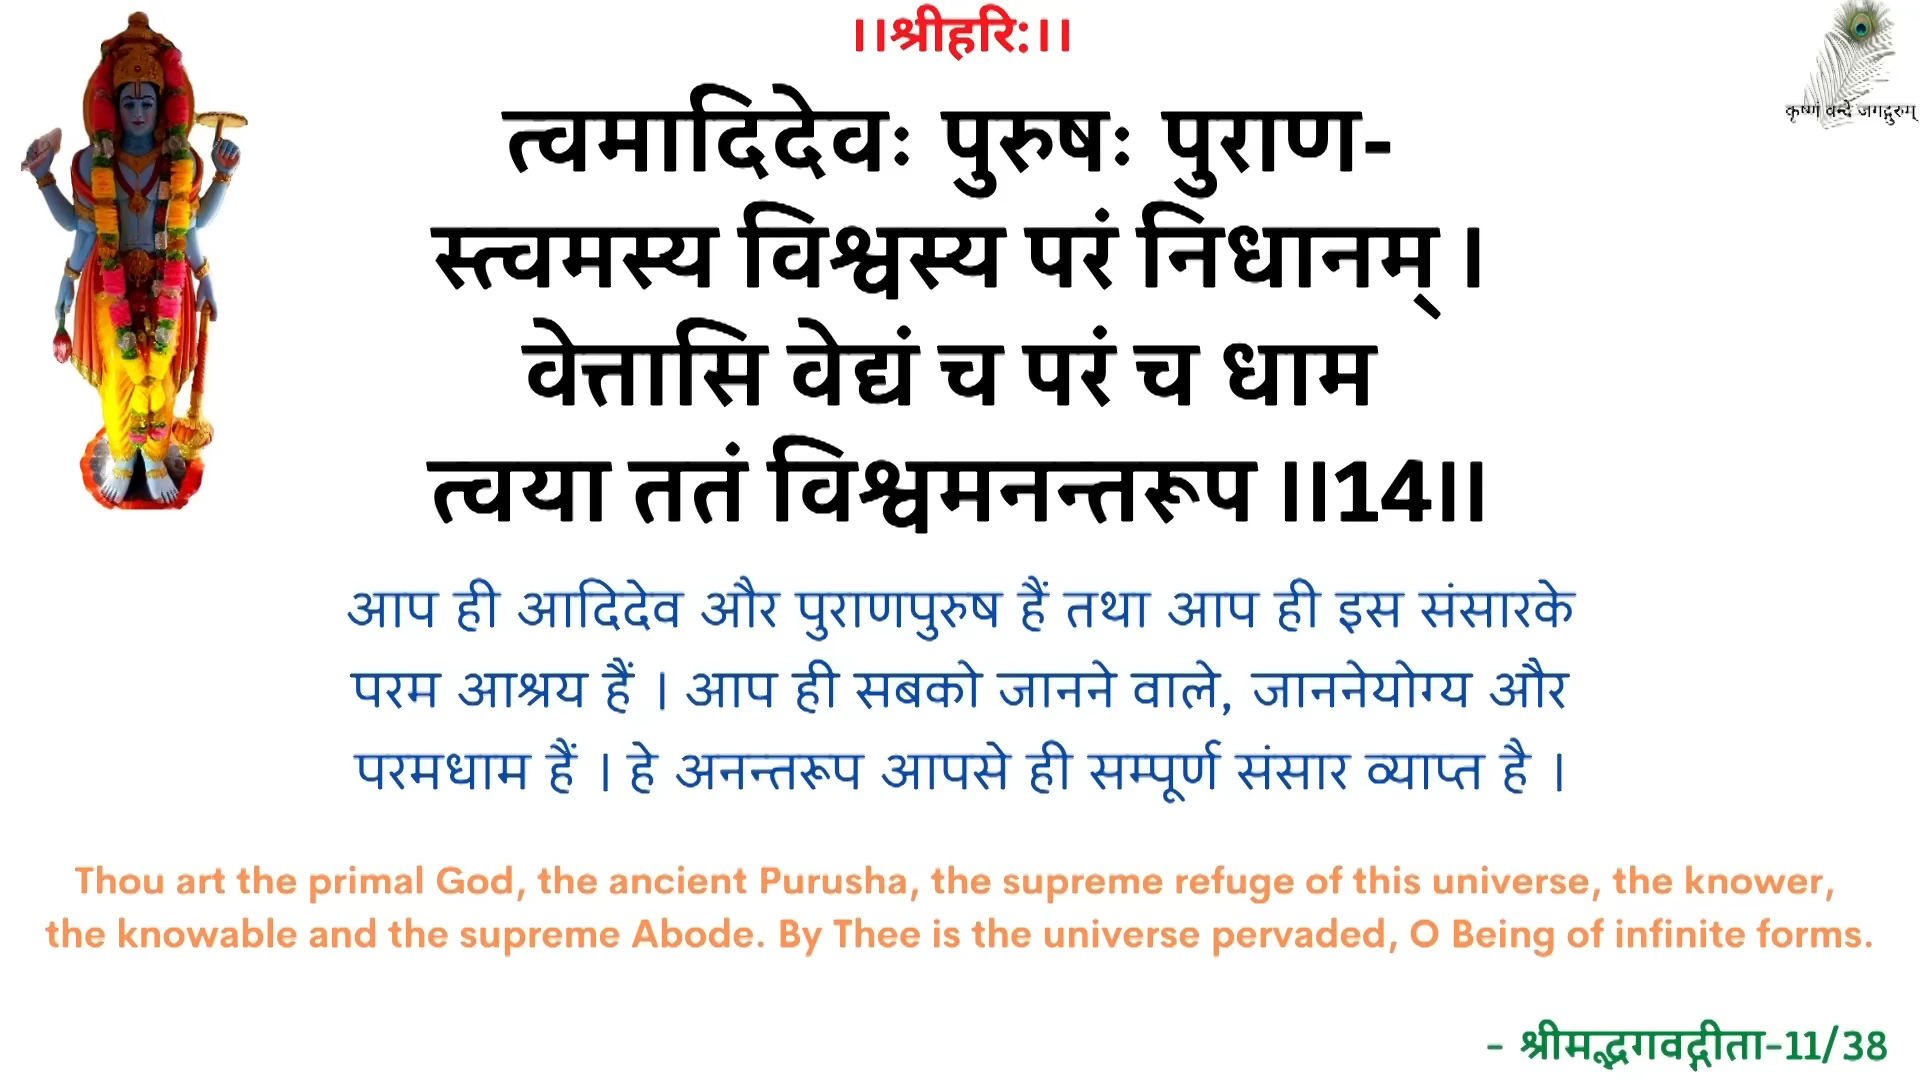 ।।श्रीहरि:।।
कृष्णं वन्दे जगद्गुरुम्
त्वमादिदेवः पुरुषः पुराण-
स्त्वमस्य विश्वस्य परं निधानम् ।
वेत्तासि वेद्यं च परं च धाम
त्वया ततं विश्वमनन्तरूप ।।14।।
आप ही आदिदेव और पुराणपुरुष हैं तथा आप ही इस संसारके
परम आश्रय हैं । आप ही सबको जानने वाले, जाननेयोग्य और
परमधाम हैं । हे अनन्तरूप आपसे ही सम्पूर्ण संसार व्याप्त है ।
Thou art the primal God, the ancient Purusha, the supreme refuge of this universe, the knower,
the knowable and the supreme Abode. By Thee is the universe pervaded, O Being of infinite forms.
- श्रीमद्भगवद्गीता-11/38